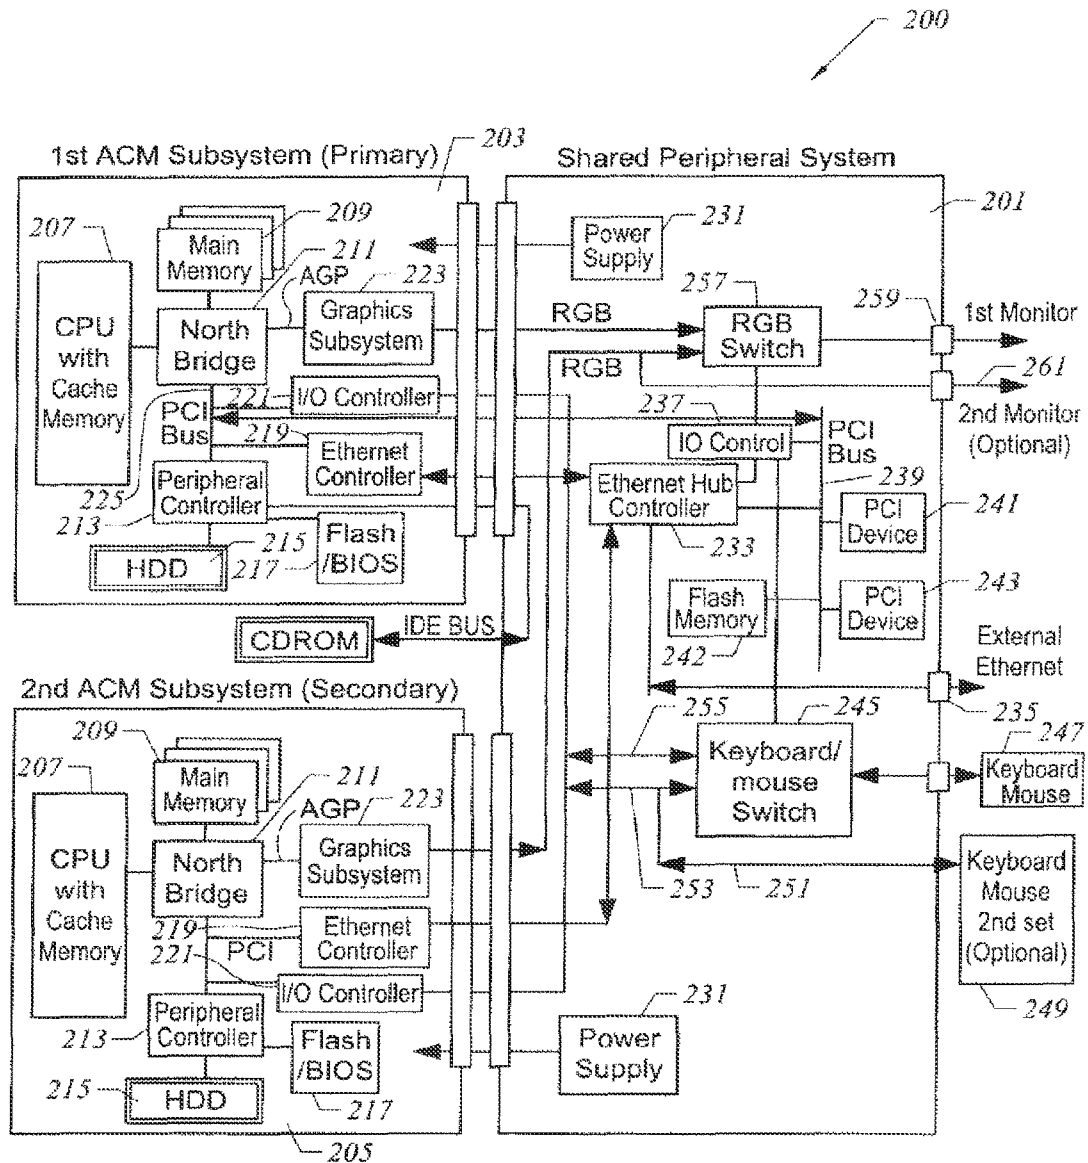 200
1st ACM Subsystem (Primary)
203
Shared Peripheral System
201
207
209
Main
Memory
211
231
Power
Supply
AGP
223
257
259
CPU
with
Cache
Memory
North
Bridge
Graphics
Subsystem
RGB
RGB
Switch
1st Monitor
RGB
261
2nd Monitor
(Optional)
221
I/O Controller
237
PCI
Bus
219
Ethernet
Controller
IO Control
PCI
Bus
239
225
213
Peripheral
Controller
Ethernet Hub
Controller
233
PCI
Device
241
HDD
215
217
Flash
/BIOS
Flash
Memory
242
PCI
Device
243
CDROM
IDE BUS
External
Ethernet
235
2nd ACM Subsystem (Secondary)
209
207
Main
Memory
211
255
245
247
Keyboard/
mouse
Switch
Keyboard
Mouse
AGP
223
CPU
with
Cache
Memory
North
Bridge
Graphics
Subsystem
253
251
Keyboard
Mouse
2nd set
(Optional)
249
219
Ethernet
Controller
PCI
221
I/O Controller
213
Peripheral
Controller
Flash
/BIOS
217
231
Power
Supply
215
HDD
205